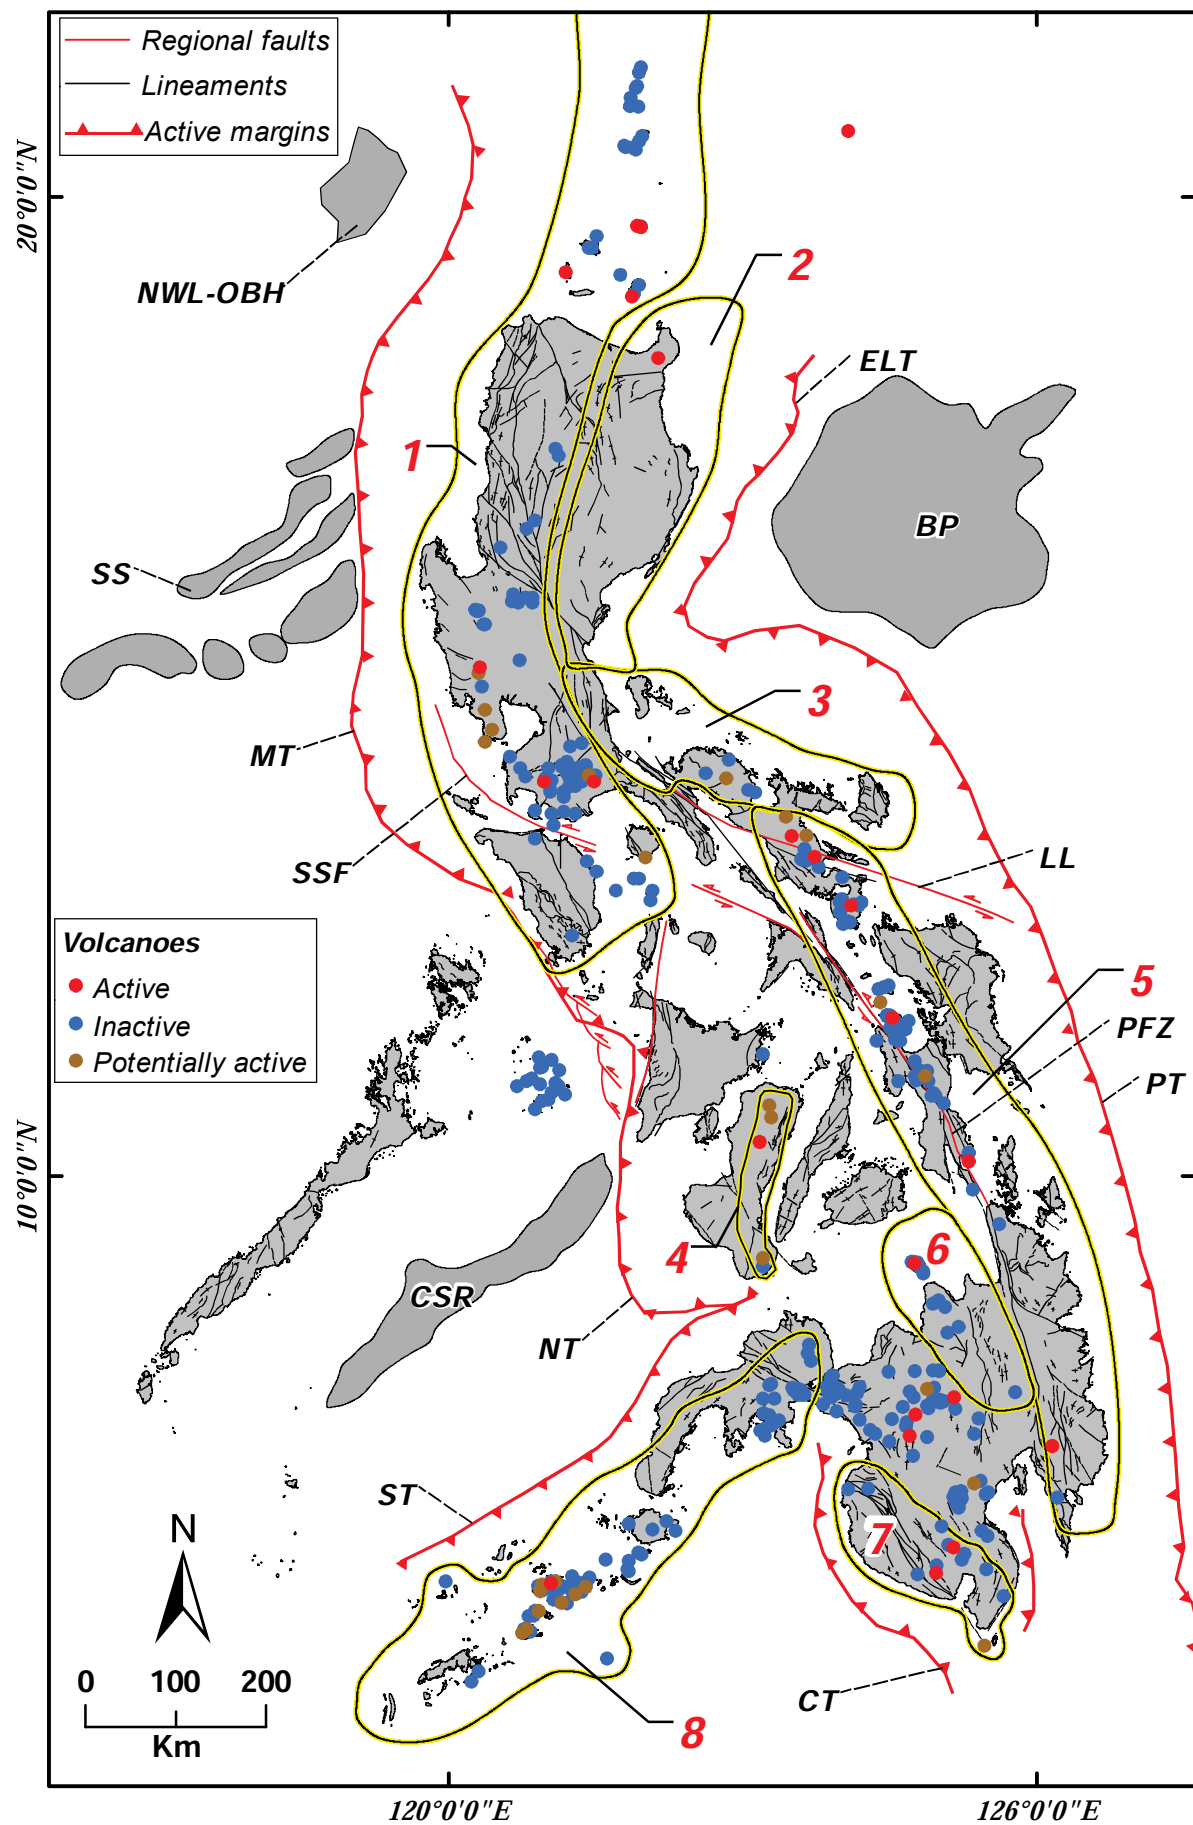 Regional faults
Lineaments
Active margins
20°0'0"N
NWL-OBH
2
ELT
1
BP
SS
3
MT
SSF
LL
Volcanoes
Active
Inactive
Potentially active
5
PFZ
PT
10°0'0"N
4
6
CSR
NT
ST
7
N
CT
8
0 100 200
Km
120°0'0"E
126°0'0"E